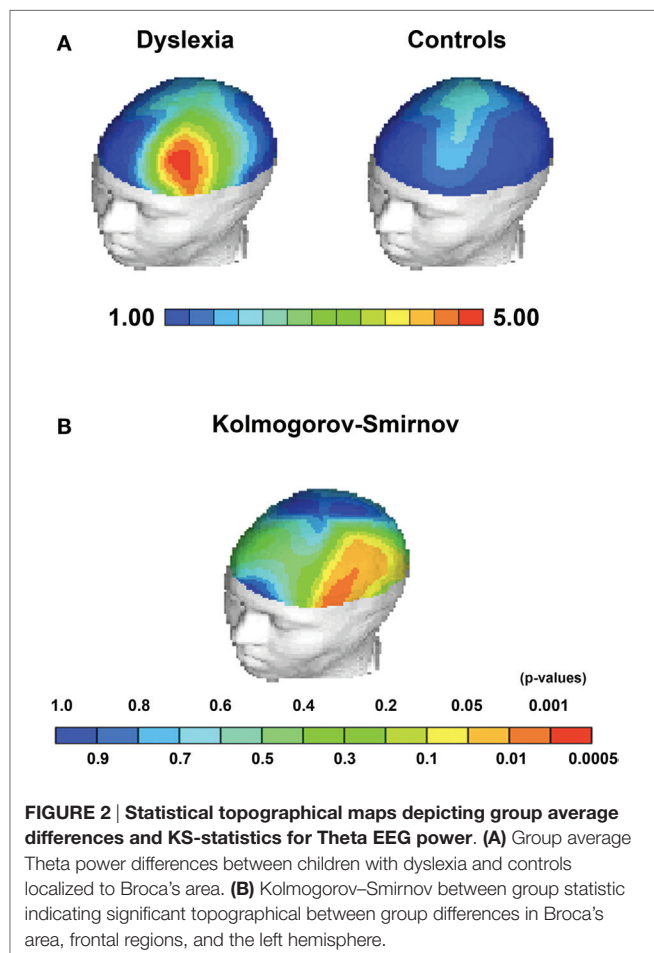 A
Dyslexia Controls
1.00 5.00
B
Kolmogorov-Smirnov
(p-values)
1.0 0.8 0.6 0.4 0.2 0.05 0.001
0.9 0.7 0.5 0.3 0.1 0.01 0.0005
FIGURE 2 | Statistical topographical maps depicting group average
differences and KS-statistics for Theta EEG power. (A) Group average
Theta power differences between children with dyslexia and controls
localized to Broca's area. (B) Kolmogorov–Smirnov between group statistic
indicating significant topographical between group differences in Broca's
area, frontal regions, and the left hemisphere.